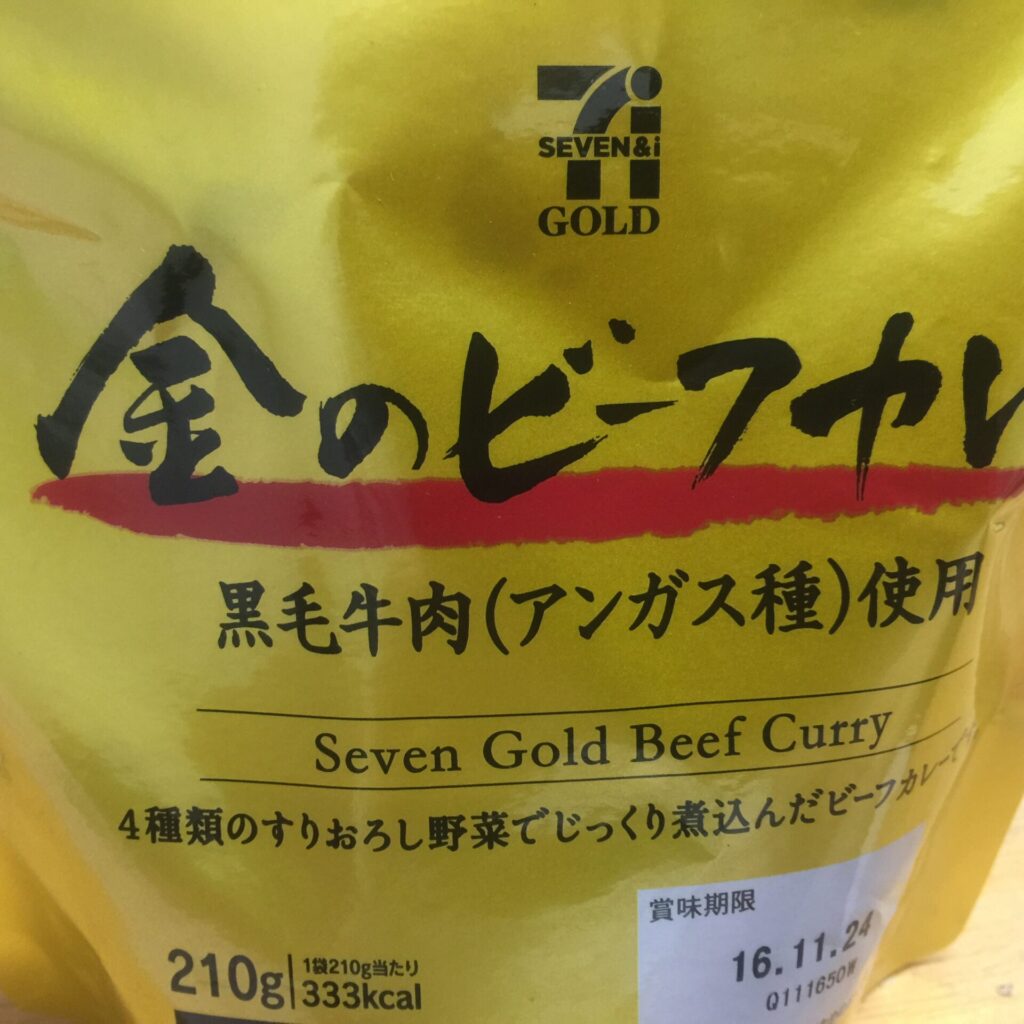 SEVEN&i
GOLD
金のビーフカレ
黒毛牛肉(アンガス種)使用
Seven Gold Beef Curry
4種類のすりおろし野菜でじっくり煮込んだビーフカレーで
賞味期限
16.11.24
Q111650W
210g
1袋210g当たり
333kcal